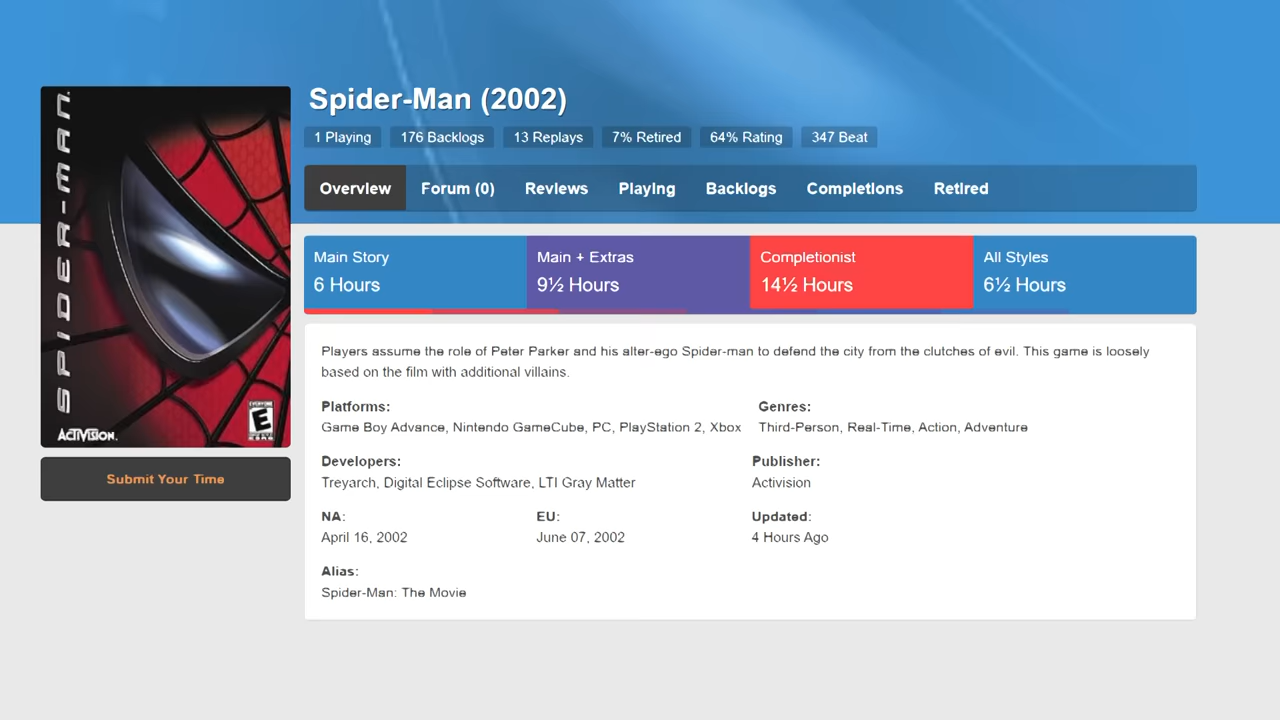 Spider-Man (2002)
1 Playing 176 Backlogs 13 Replays 7% Retired 64% Rating 347 Beat
Overview Forum (0) Reviews Playing Backlogs Completions Retired
SPIDER-MAN
ACTIVISION.
EVERYONE
E
ESRB
Submit Your Time
Main Story Main + Extras Completionist All Styles
6 Hours 9½ Hours 14½ Hours 6½ Hours
Players assume the role of Peter Parker and his alter-ego Spider-man to defend the city from the clutches of evil. This game is loosely
based on the film with additional villains.
Platforms: Genres:
Game Boy Advance, Nintendo GameCube, PC, PlayStation 2, Xbox Third-Person, Real-Time, Action, Adventure
Developers: Publisher:
Treyarch, Digital Eclipse Software, LTI Gray Matter Activision
NA: EU: Updated:
April 16, 2002 June 07, 2002 4 Hours Ago
Alias:
Spider-Man: The Movie